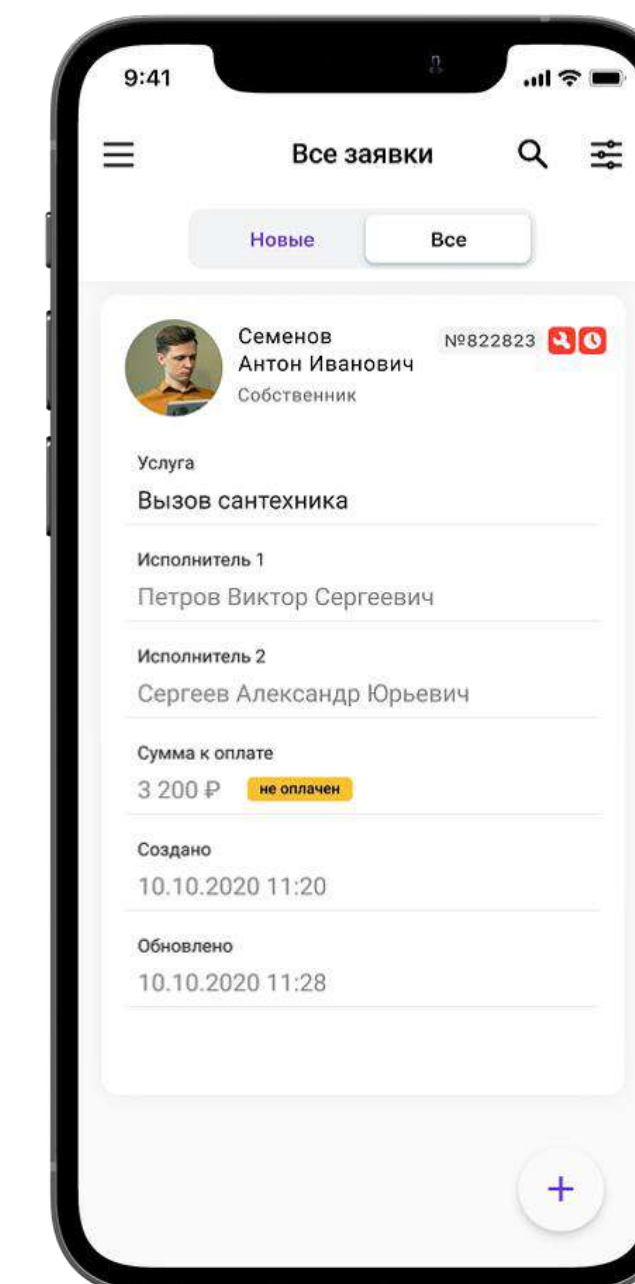 9:41
Все заявки
Новые
Все
Семенов
Антон Иванович
№822823
Собственник
Услуга
Вызов сантехника
Исполнитель 1
Петров Виктор Сергеевич
Исполнитель 2
Сергеев Александр Юрьевич
Сумма к оплате
3 200 ₽ не оплачен
Создано
10.10.2020 11:20
Обновлено
10.10.2020 11:28
+